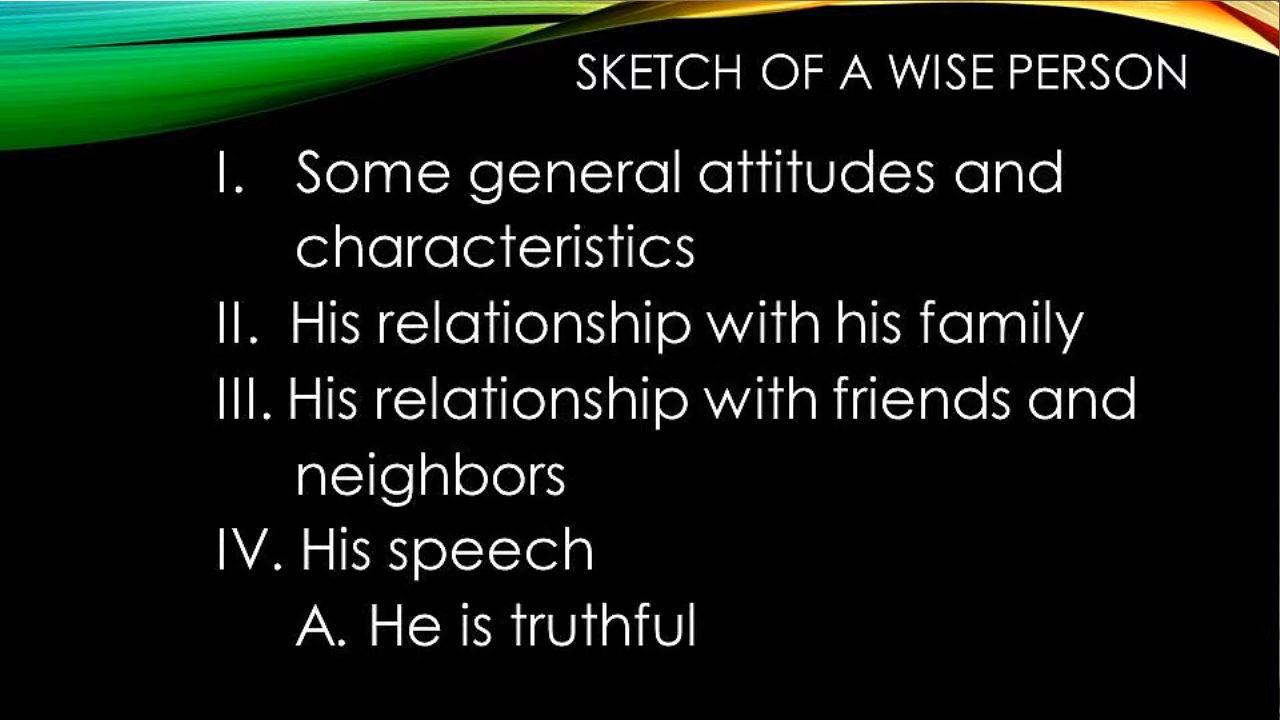 SKETCH OF A WISE PERSON
I. Some general attitudes and
characteristics
II. His relationship with his family
III. His relationship with friends and
neighbors
IV. His speech
A. He is truthful